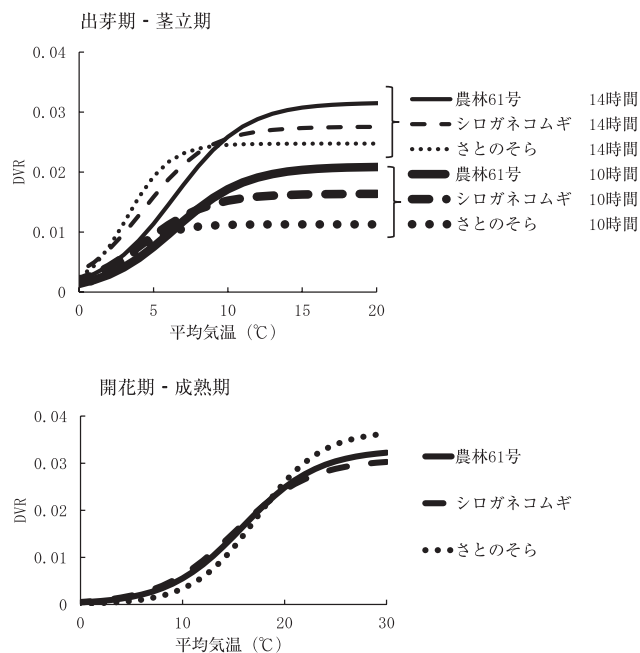 出芽期 - 茎立期
0.04
0.03
0.02
0.01
0
DVR
0
5
10
15
20
平均気温（℃）
農林61号 14時間
シロガネコムギ 14時間
さとのそら 14時間
農林61号 10時間
シロガネコムギ 10時間
さとのそら 10時間
開花期 - 成熟期
0.04
0.03
0.02
0.01
0
DVR
0
10
20
30
平均気温（℃）
農林61号
シロガネコムギ
さとのそら